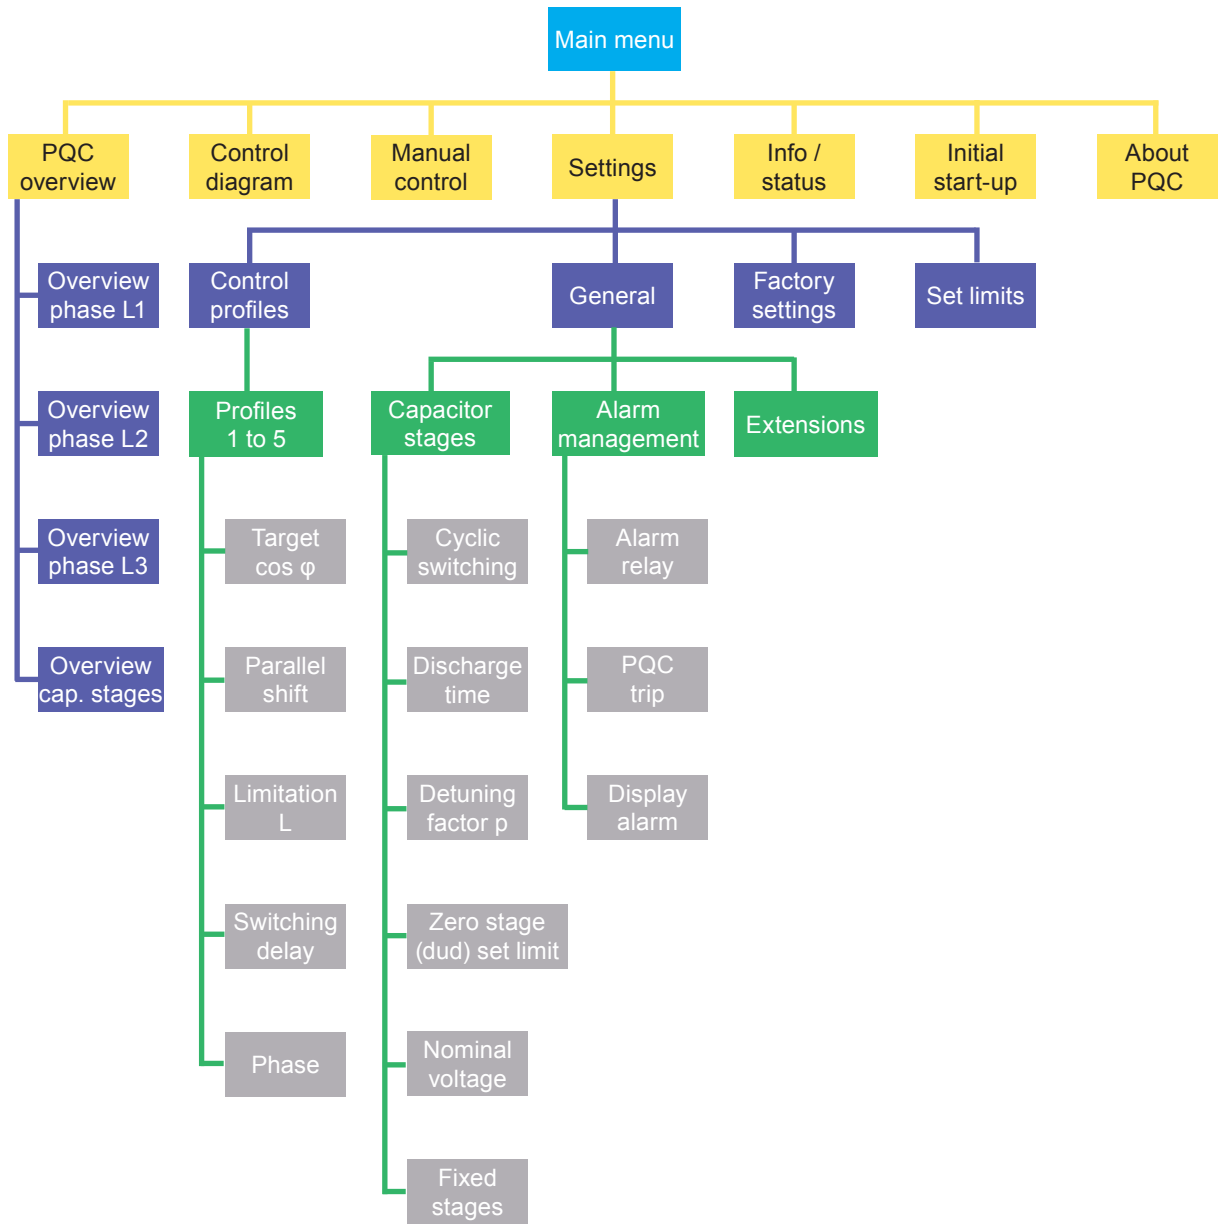 Main menu
PQC
overview
Control
diagram
Manual
control
Settings
Info /
status
Initial
start-up
About
PQC
Overview
phase L1
Control
profiles
General
Factory
settings
Set limits
Overview
phase L2
Profiles
1 to 5
Capacitor
stages
Alarm
management
Extensions
Overview
phase L3
Target
cos φ
Cyclic
switching
Alarm
relay
Overview
cap. stages
Parallel
shift
Discharge
time
PQC
trip
Limitation
L
Detuning
factor p
Display
alarm
Switching
delay
Zero stage
(dud) set limit
Phase
Nominal
voltage
Fixed
stages